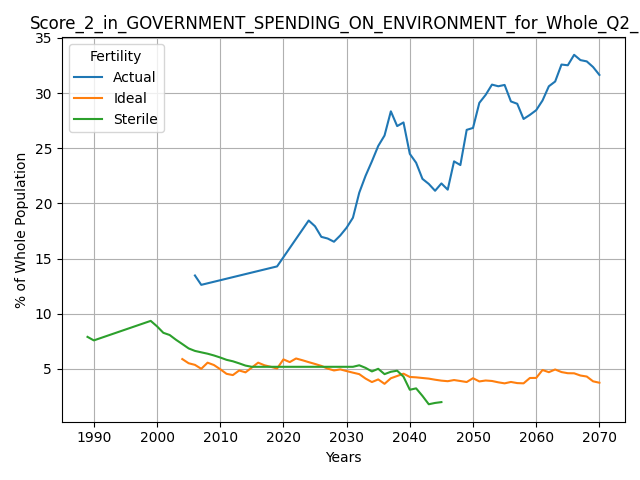 Score_2_in_GOVERNMENT_SPENDING_ON_ENVIRONMENT_for_Whole_Q2_
Fertility
Actual
Ideal
Sterile
% of Whole Population
35
30
25
20
15
10
5
1990 2000 2010 2020 2030 2040 2050 2060 2070
Years